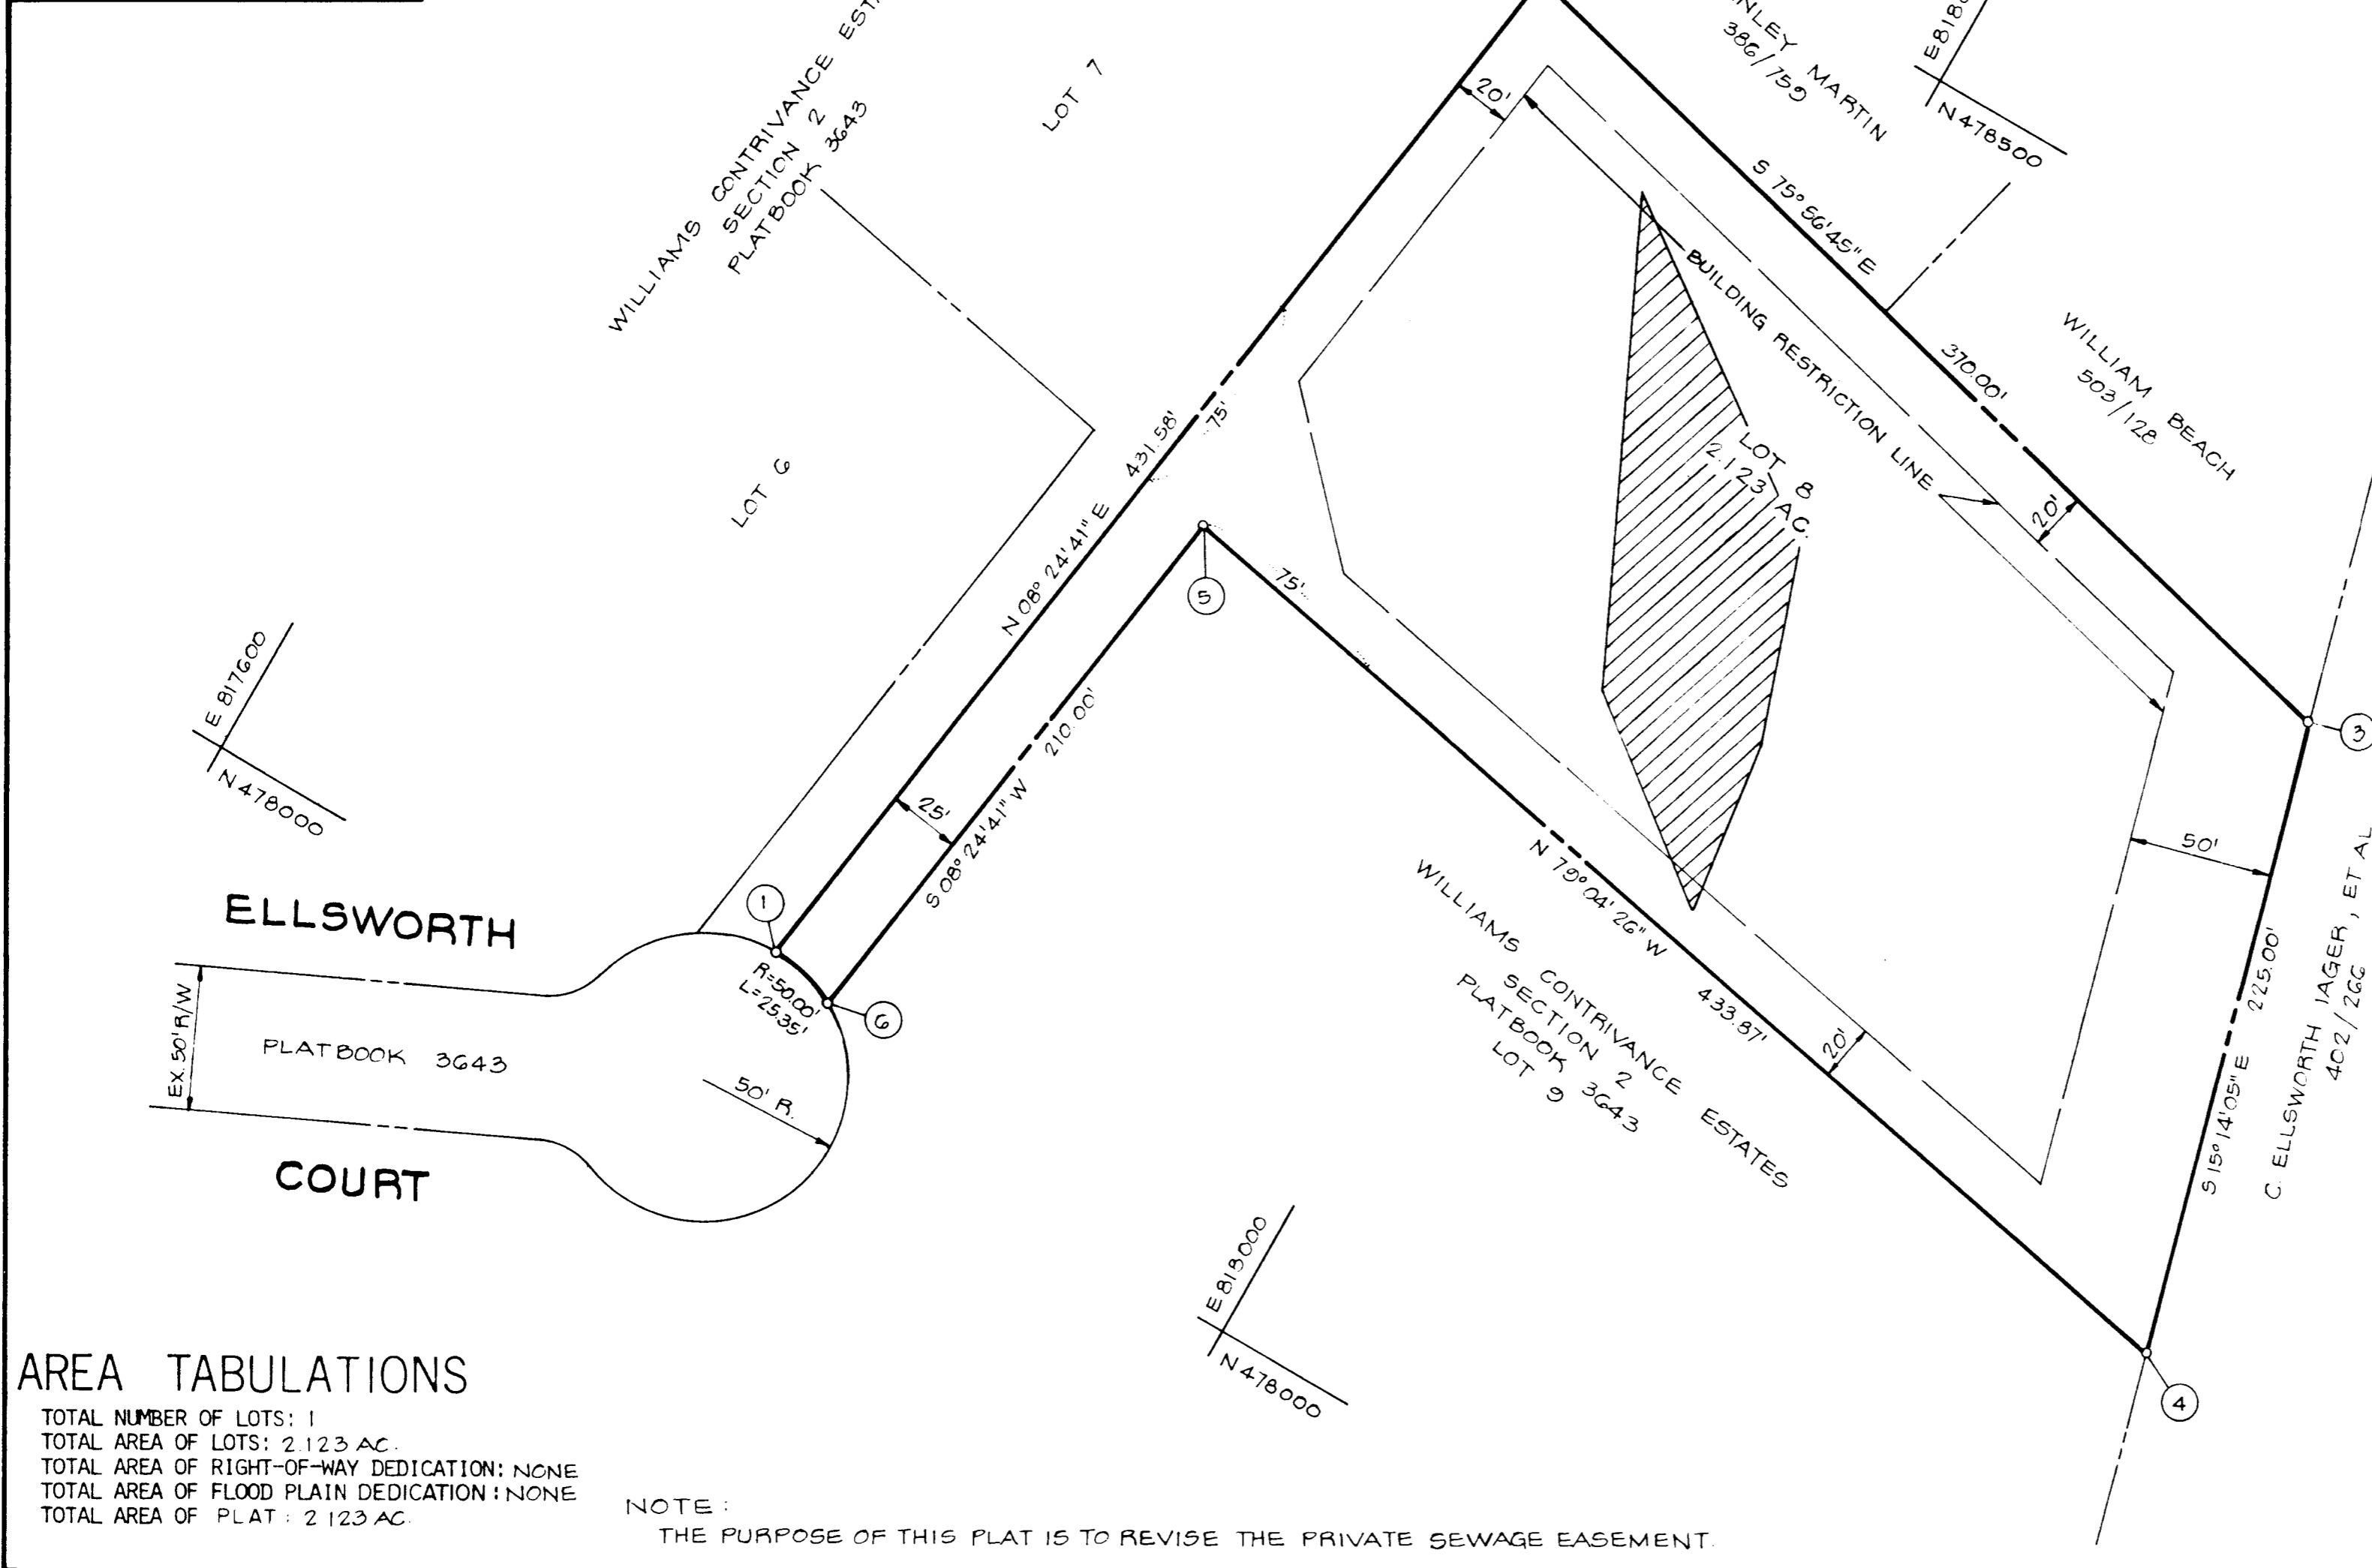 WILLIAMS CONTRIVANCE
SECTION 2
PLATBOOK 3643
LOT 7
MARTIN
386/759
N 478500
20'
S 75° 56' 45" E
370.00'
BUILDING RESTRICTION LINE
WILLIAM BEACH
503/128
LOT 8
2.123 AC.
20'
LOT 6
N 08° 24' 41" E
431.58'
75'
5
75'
S 08° 24' 41" W
210.00'
25'
3
50'
E 817600
N 478000
ELLSWORTH
COURT
1
R=50.00'
L=25.35'
6
EX. 50' R/W
PLATBOOK 3643
50' R.
N 79° 04' 26" W
433.87'
20'
WILLIAMS CONTRIVANCE ESTATES
SECTION 2
PLATBOOK 3643
LOT 9
S 15° 14' 05" E
225.00'
C. ELLSWORTH IAGER, ET AL
402/266
E 818000
N 478000
4
AREA TABULATIONS
TOTAL NUMBER OF LOTS: 1
TOTAL AREA OF LOTS: 2.123 AC.
TOTAL AREA OF RIGHT-OF-WAY DEDICATION: NONE
TOTAL AREA OF FLOOD PLAIN DEDICATION: NONE
TOTAL AREA OF PLAT: 2.123 AC.
NOTE:
THE PURPOSE OF THIS PLAT IS TO REVISE THE PRIVATE SEWAGE EASEMENT.